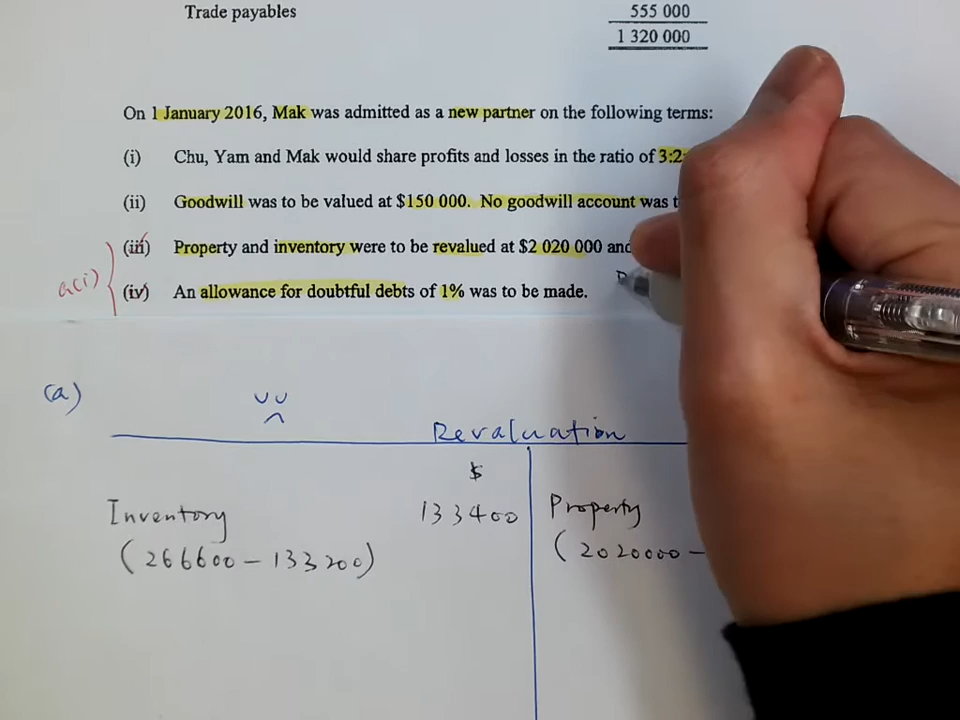 Trade payables 555 000
1 320 000
On 1 January 2016, Mak was admitted as a new partner on the following terms:
(i) Chu, Yam and Mak would share profits and losses in the ratio of 3:2
(ii) Goodwill was to be valued at $150 000. No goodwill account was
(iii) Property and inventory were to be revalued at $2 020 000 and
a(i)
(iv) An allowance for doubtful debts of 1% was to be made.
(a)
Revaluation
$
Inventory 133400 Property
(266600 - 133200) (2020000 -